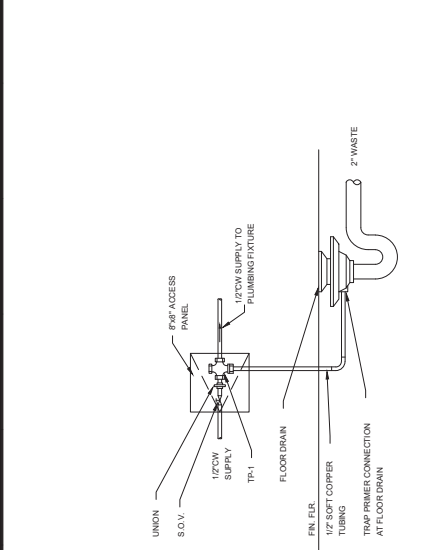 8"x8" ACCESS
PANEL
1/2"CW SUPPLY TO
PLUMBING FIXTURE
2" WASTE
UNION
S.O.V.
1/2"CW
SUPPLY
TP-1
FLOOR DRAIN
FIN. FLR.
1/2" SOFT COPPER
TUBING
TRAP PRIMER CONNECTION
AT FLOOR DRAIN